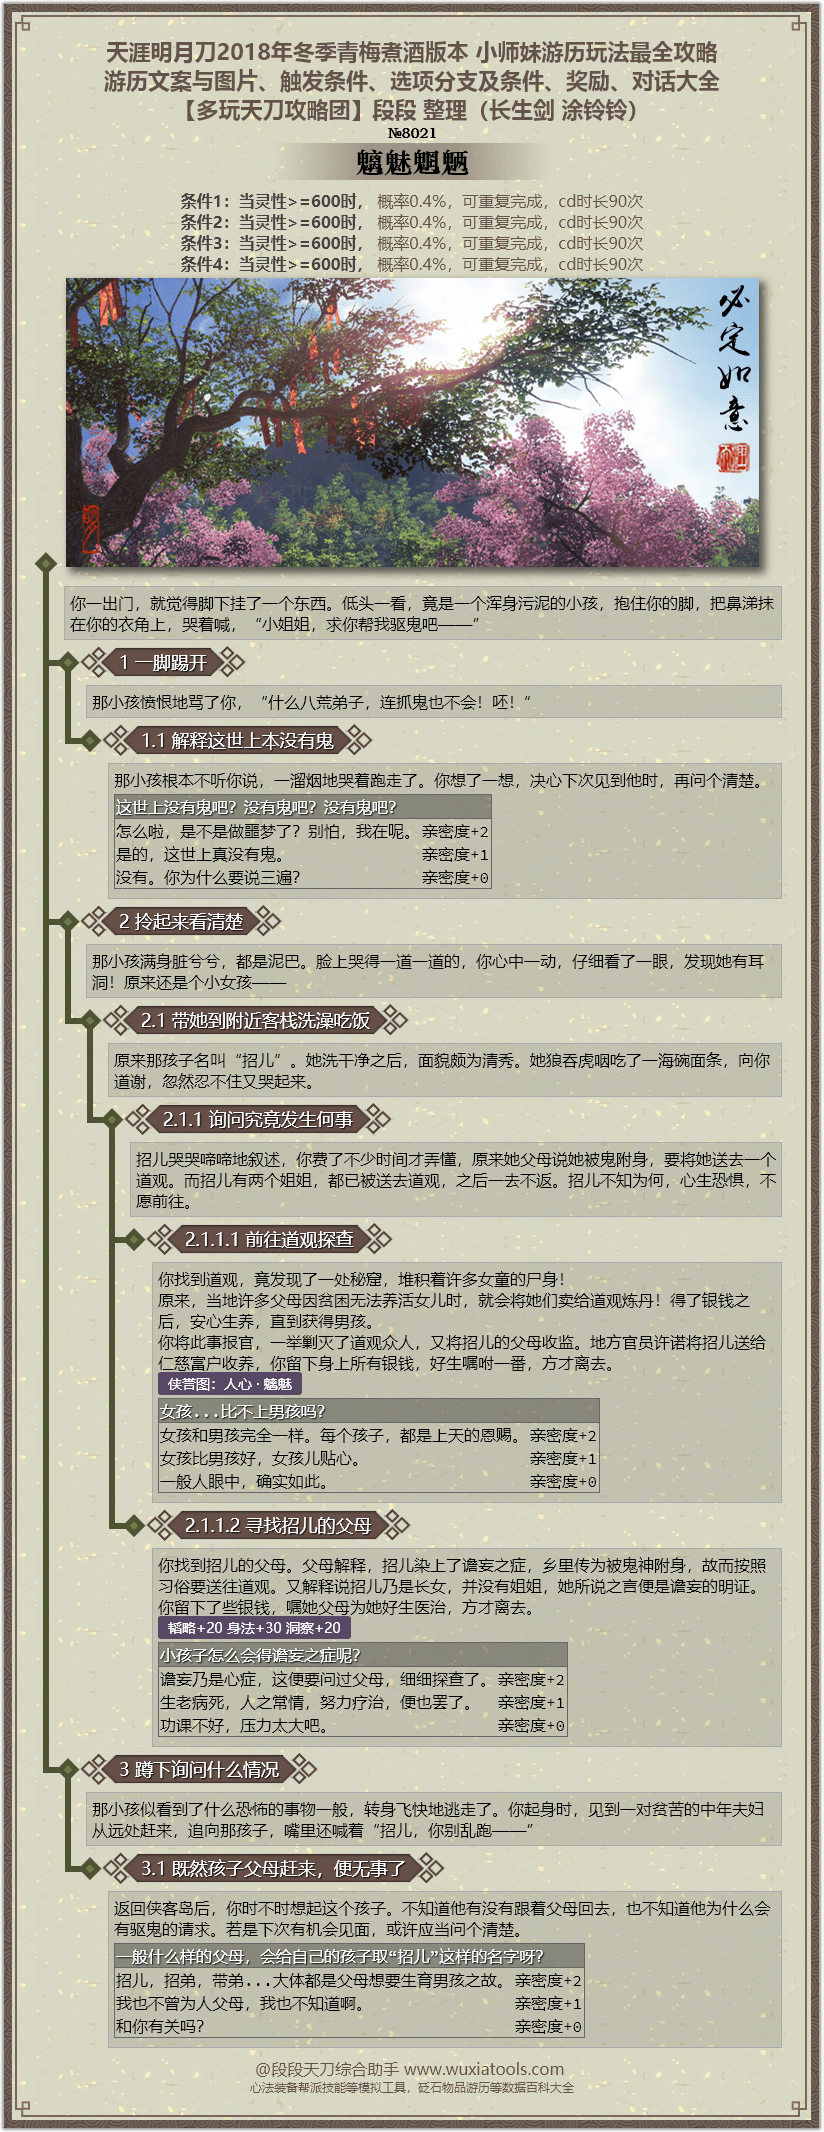 天涯明月刀2018年冬季青梅煮酒版本 小师妹游历玩法最全攻略
游历文案与图片、触发条件、选项分支及条件、奖励、对话大全
【多玩天刀攻略团】段段 整理（长生剑 涂铃铃）
№8021
魑魅魍魉
条件1：当灵性>=600时， 概率0.4%，可重复完成，cd时长90次
条件2：当灵性>=600时， 概率0.4%，可重复完成，cd时长90次
条件3：当灵性>=600时， 概率0.4%，可重复完成，cd时长90次
条件4：当灵性>=600时， 概率0.4%，可重复完成，cd时长90次
必定如意
你一出门，就觉得脚下挂了一个东西。低头一看，竟是一个浑身污泥的小孩，抱住你的脚，把鼻涕抹
在你的衣角上，哭着喊，“小姐姐，求你帮我驱鬼吧——”
1 一脚踢开
那小孩愤恨地骂了你，“什么八荒弟子，连抓鬼也不会！呸！”
1.1 解释这世上本没有鬼
那小孩根本不听你说，一溜烟地哭着跑走了。你想了一想，决心下次见到他时，再问个清楚。
这世上没有鬼吧？没有鬼吧？没有鬼吧？
怎么啦，是不是做噩梦了？别怕，我在呢。 亲密度+2
是的，这世上真没有鬼。 亲密度+1
没有。你为什么要说三遍？ 亲密度+0
2 拎起来看清楚
那小孩满身脏兮兮，都是泥巴。脸上哭得一道一道的，你心中一动，仔细看了一眼，发现她有耳
洞！原来还是个小女孩——
2.1 带她到附近客栈洗澡吃饭
原来那孩子名叫“招儿”。她洗干净之后，面貌颇为清秀。她狼吞虎咽吃了一海碗面条，向你
道谢，忽然忍不住又哭起来。
2.1.1 询问究竟发生何事
招儿哭哭啼啼地叙述，你费了不少时间才弄懂，原来她父母说她被鬼附身，要将她送去一个
道观。而招儿有两个姐姐，都已被送去道观，之后一去不返。招儿不知为何，心生恐惧，不
愿前往。
2.1.1.1 前往道观探查
你找到道观，竟发现了一处秘窟，堆积着许多女童的尸身！
原来，当地许多父母因贫困无法养活女儿时，就会将她们卖给道观炼丹！得了银钱之
后，安心生养，直到获得男孩。
你将此事报官，一举剿灭了道观众人，又将招儿的父母收监。地方官员许诺将招儿送给
仁慈富户收养，你留下身上所有银钱，好生嘱咐一番，方才离去。
侠誉图：人心·魑魅
女孩...比不上男孩吗？
女孩和男孩完全一样。每个孩子，都是上天的恩赐。 亲密度+2
女孩比男孩好，女孩儿贴心。 亲密度+1
一般人眼中，确实如此。 亲密度+0
2.1.1.2 寻找招儿的父母
你找到招儿的父母。父母解释，招儿染上了谵妄之症，乡里传为被鬼神附身，故而按照
习俗要送往道观。又解释说招儿乃是长女，并没有姐姐，她所说之言便是谵妄的明证。
你留下了些银钱，嘱她父母为她好生医治，方才离去。
韬略+20 身法+30 洞察+20
小孩子怎么会得谵妄之症呢？
谵妄乃是心症，这便要问过父母，细细探查了。 亲密度+2
生老病死，人之常情，努力疗治，便也罢了。 亲密度+1
功课不好，压力太大吧。 亲密度+0
3 蹲下询问什么情况
那小孩似看到了什么恐怖的事物一般，转身飞快地逃走了。你起身时，见到一对贫苦的中年夫妇
从远处赶来，追向那孩子，嘴里还喊着“招儿，你别乱跑——”
3.1 既然孩子父母赶来，便无事了
返回侠客岛后，你时不时想起这个孩子。不知道他有没有跟着父母回去，也不知道他为什么会
有驱鬼的请求。若是下次有机会见面，或许应当问个清楚。
一般什么样的父母，会给自己的孩子取“招儿”这样的名字呀？
招儿，招弟，带弟...大体都是父母想要生育男孩之故。 亲密度+2
我也不曾为人父母，我也不知道啊。 亲密度+1
和你有关吗？ 亲密度+0
@段段天刀综合助手 www.wuxiatools.com
心法装备帮派技能等模拟工具，砭石物品游历等数据百科大全